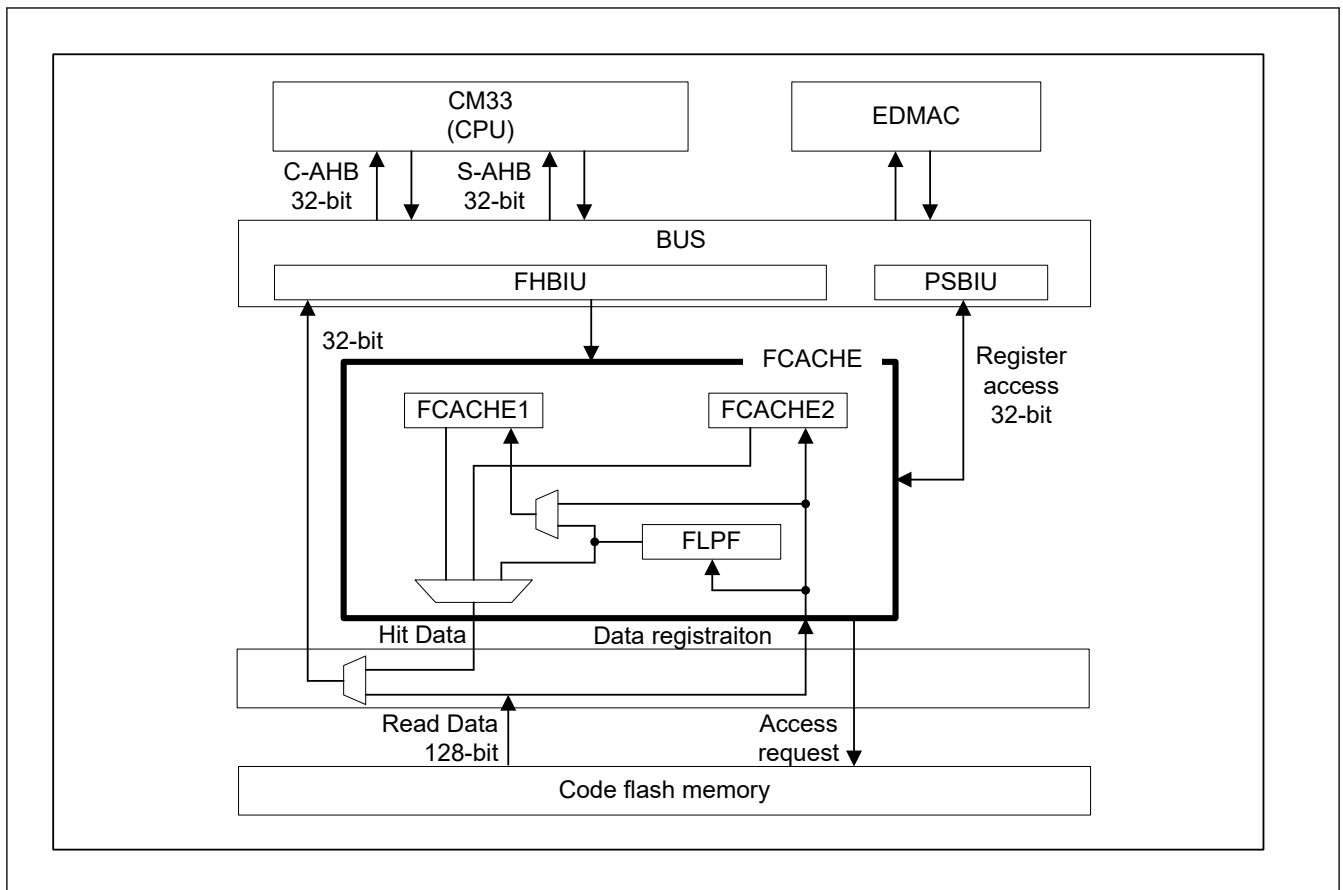 CM33
(CPU)
EDMAC
C-AHB
32-bit
S-AHB
32-bit
BUS
FHBIU
PSBIU
32-bit
FCACHE
Register
access
32-bit
FCACHE1
FCACHE2
FLPF
Hit Data
Data registraiton
Read Data
128-bit
Access
request
Code flash memory